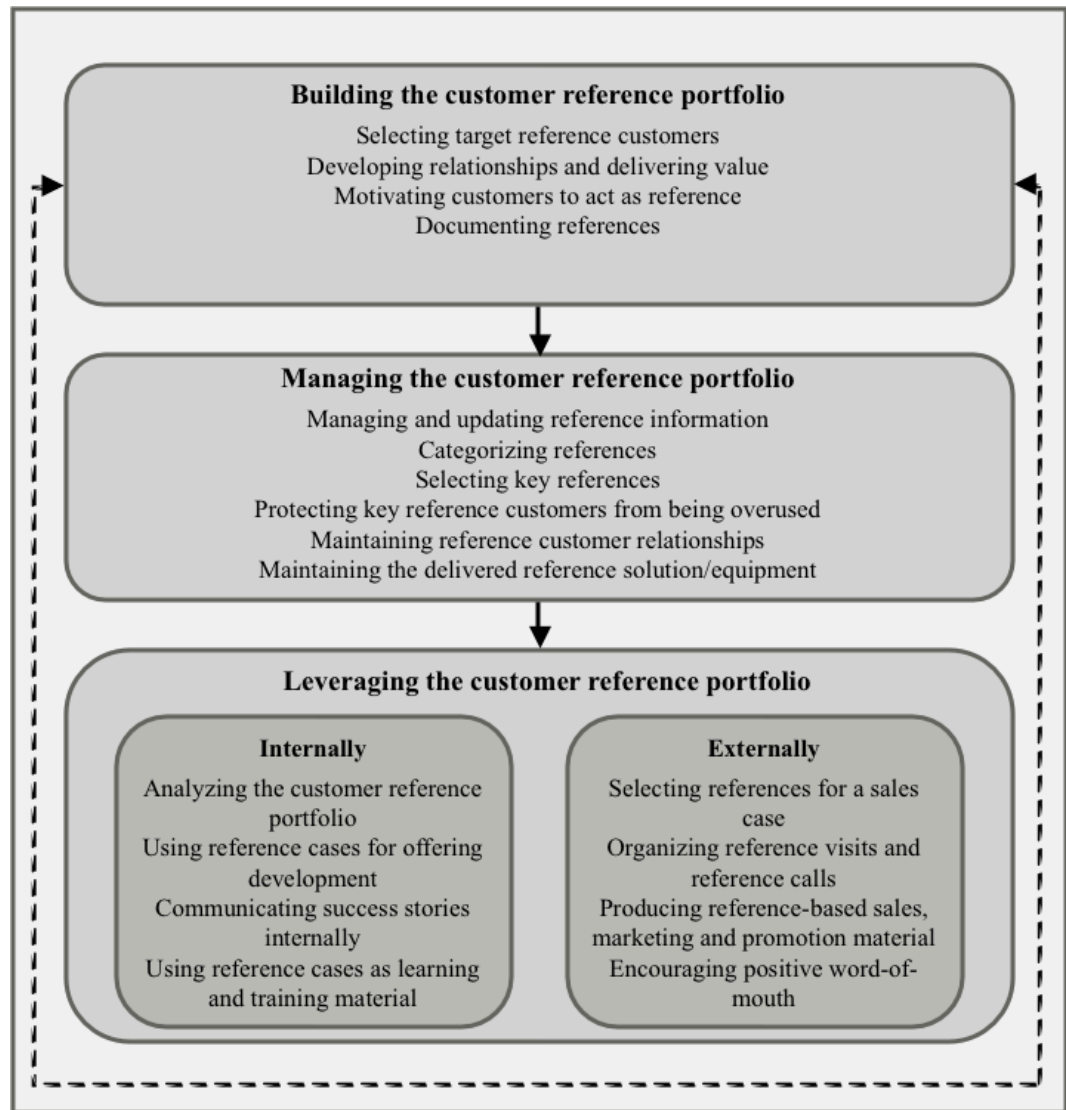 Building the customer reference portfolio
Selecting target reference customers
Developing relationships and delivering value
Motivating customers to act as reference
Documenting references
Managing the customer reference portfolio
Managing and updating reference information
Categorizing references
Selecting key references
Protecting key reference customers from being overused
Maintaining reference customer relationships
Maintaining the delivered reference solution/equipment
Leveraging the customer reference portfolio
Internally
Analyzing the customer reference
portfolio
Using reference cases for offering
development
Communicating success stories
internally
Using reference cases as learning
and training material
Externally
Selecting references for a sales
case
Organizing reference visits and
reference calls
Producing reference-based sales,
marketing and promotion material
Encouraging positive word-of-
mouth